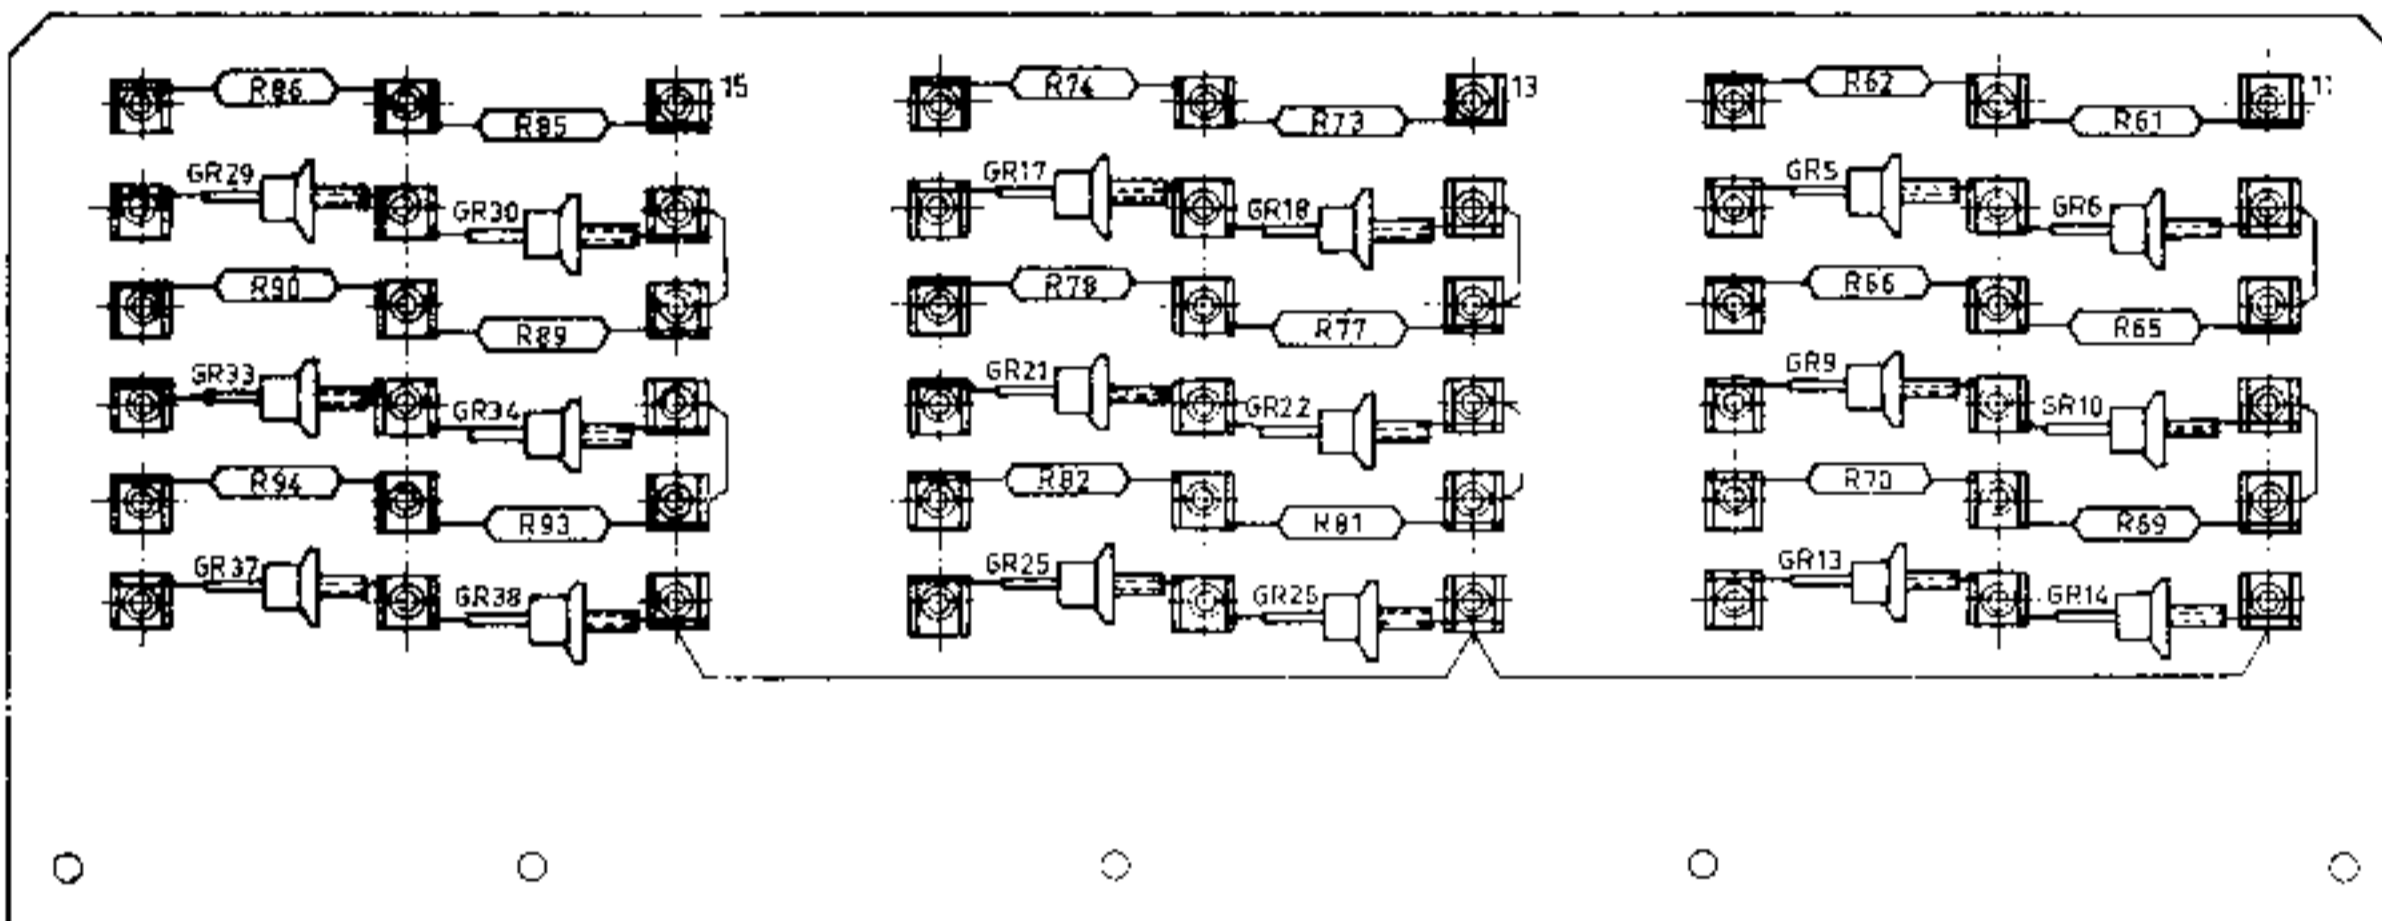 R86 R85 15 R74 R73 13 R62 R61
GR29 GR30 GR17 GR18 GR5 GR6
R90 R89 R78 R77 R66 R65
GR33 GR34 GR21 GR22 GR9 GR10
R94 R93 R82 R81 R70 R69
GR37 GR38 GR25 GR25 GR13 GR14